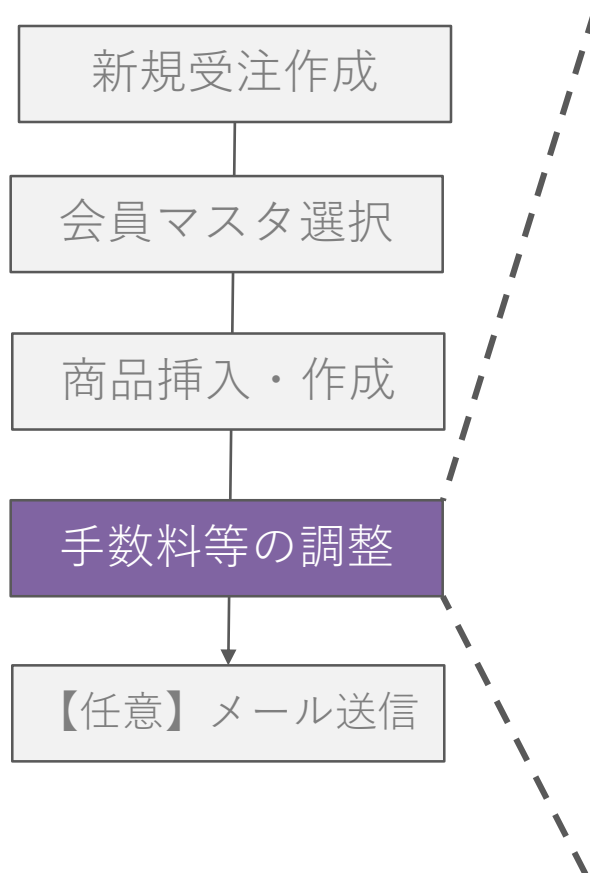 新規受注作成
会員マスタ選択
商品挿入・作成
手数料等の調整
【任意】メール送信